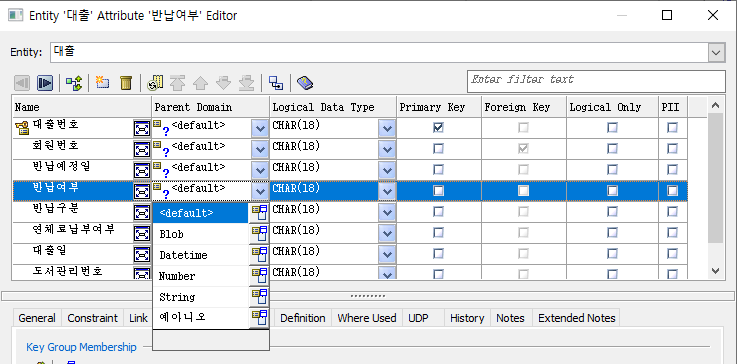 Entity '대출' Attribute '반납여부' Editor
Entity: 대출
Enter filter text
Name Parent Domain Logical Data Type Primary Key Foreign Key Logical Only PII
대출번호 <default> CHAR(18)
회원번호 <default> CHAR(18)
반납예정일 <default> CHAR(18)
반납여부 <default> CHAR(18)
반납구분 <default> CHAR(18)
연체료납부여부 Blob CHAR(18)
대출일 Datetime CHAR(18)
도서관리번호 Number CHAR(18)
String
예아니오
General Constraint Link Definition Where Used UDP History Notes Extended Notes
Key Group Membership